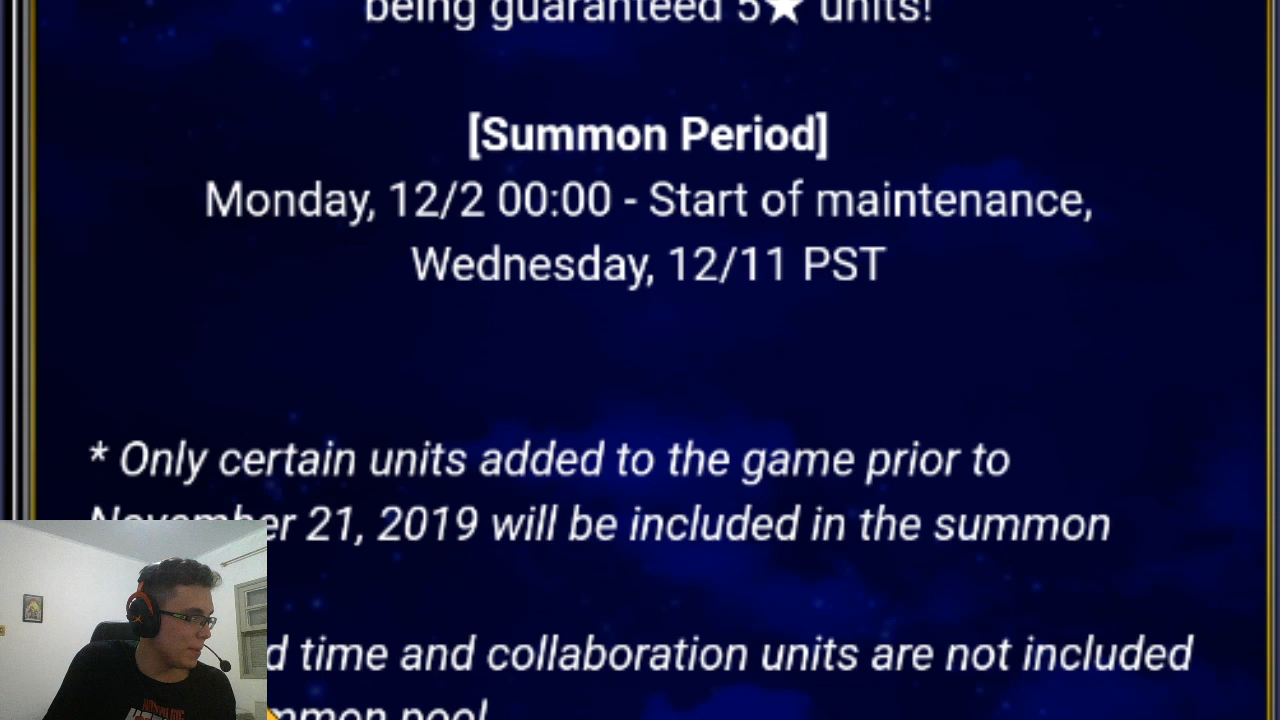 being guaranteed 5★ units!
[Summon Period]
Monday, 12/2 00:00 - Start of maintenance,
Wednesday, 12/11 PST
* Only certain units added to the game prior to
November 21, 2019 will be included in the summon
time and collaboration units are not included
pool